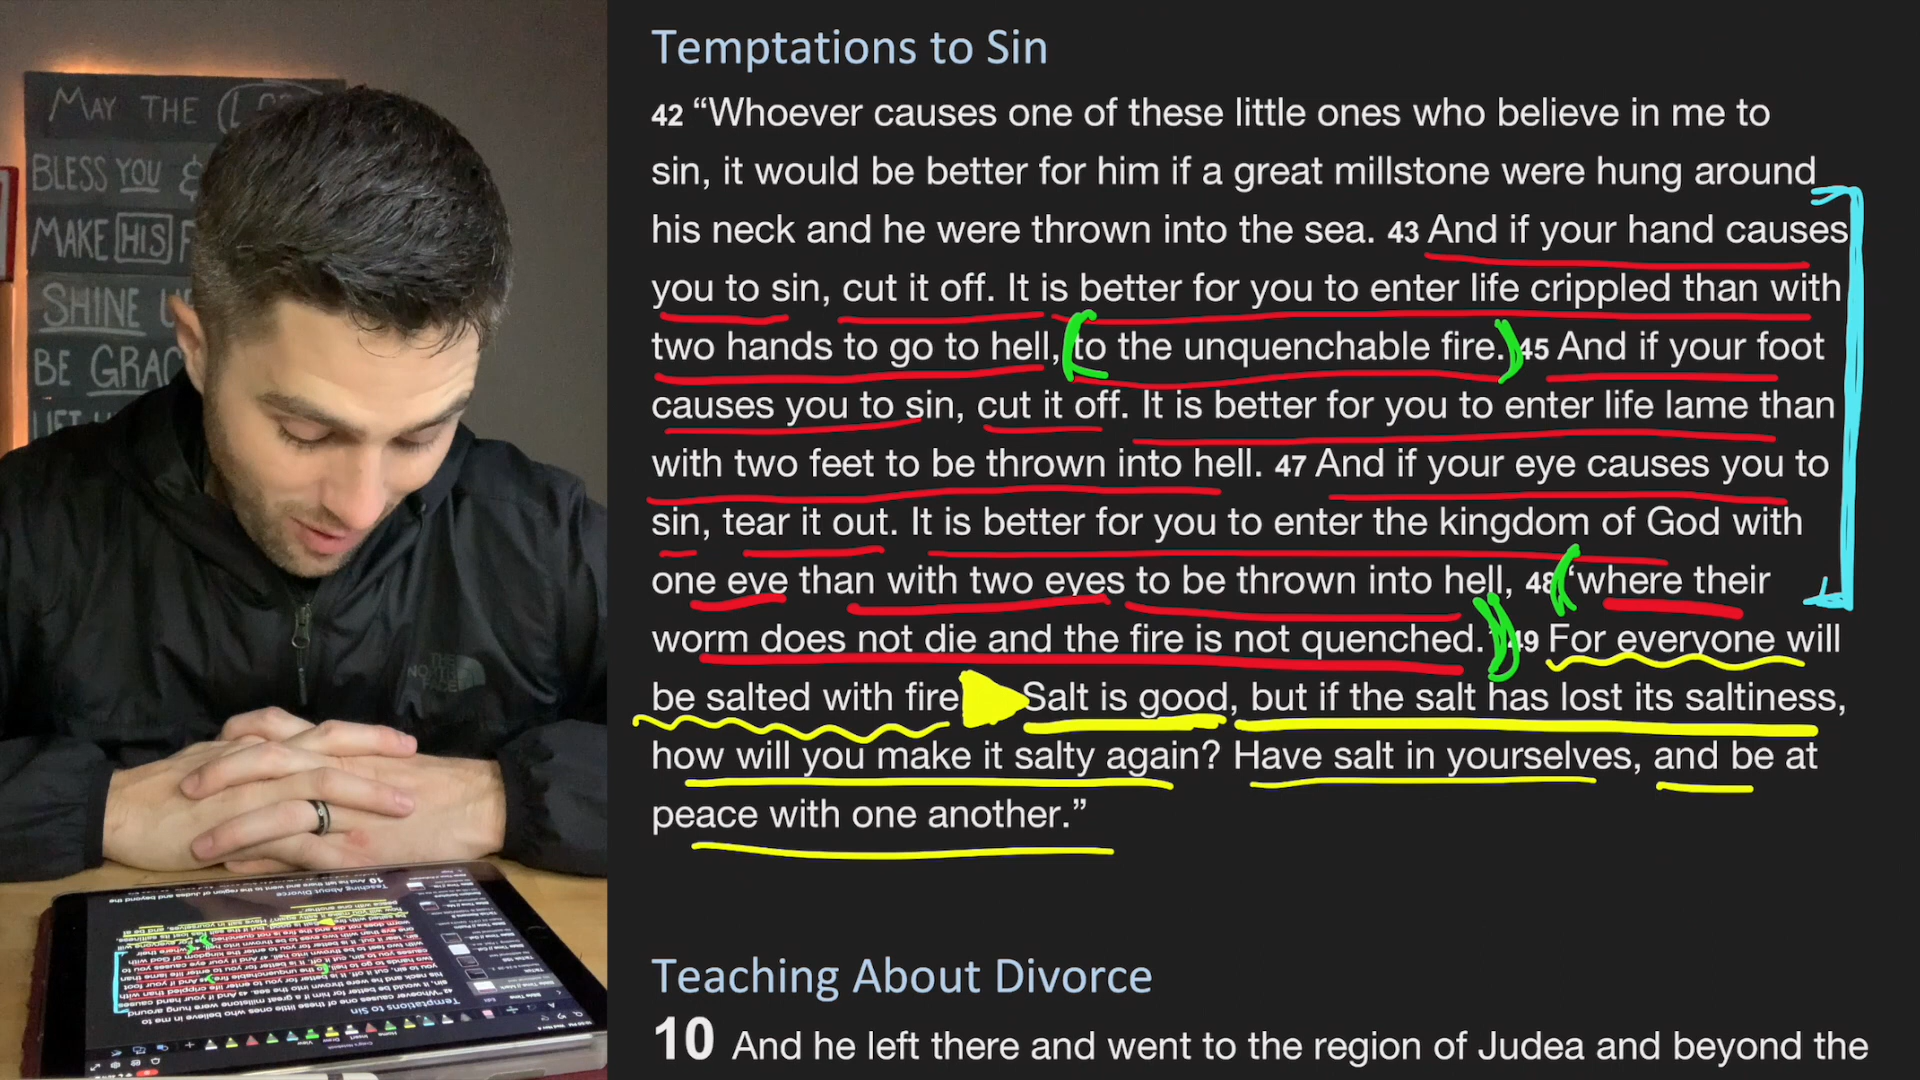 MAY THE
BLESS YOU &
MAKE HIS F
SHINE U
BE GRAC
THE
NORTH
FACE
Temptations to Sin
42 “Whoever causes one of these little ones who believe in me to
sin, it would be better for him if a great millstone were hung around
his neck and he were thrown into the sea. 43 And if your hand causes
you to sin, cut it off. It is better for you to enter life crippled than with
two hands to go to hell, to the unquenchable fire. 45 And if your foot
causes you to sin, cut it off. It is better for you to enter life lame than
with two feet to be thrown into hell. 47 And if your eye causes you to
sin, tear it out. It is better for you to enter the kingdom of God with
one eye than with two eyes to be thrown into hell, 48 ‘where their
worm does not die and the fire is not quenched.’ 49 For everyone will
be salted with fire Salt is good, but if the salt has lost its saltiness,
how will you make it salty again? Have salt in yourselves, and be at
peace with one another.”
Teaching About Divorce
10 And he left there and went to the region of Judea and beyond the